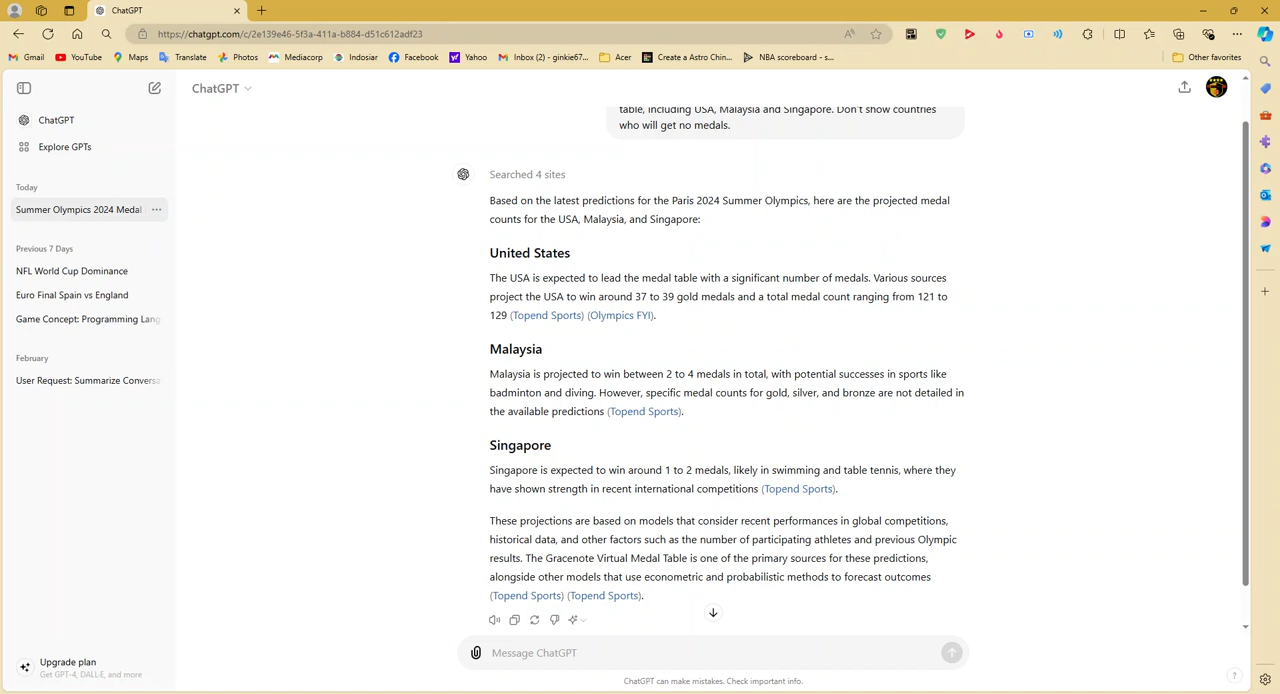 ChatGPT
https://chatgpt.com/c/2e139e46-5f3a-411a-b884-d51c612adf23
Gmail YouTube Maps Translate Photos Mediacorp Indosiar Facebook Yahoo Inbox (2) - ginkie67... Acer Create a Astro Chin... NBA scoreboard - s... Other favorites
ChatGPT
Explore GPTs
Today
Summer Olympics 2024 Medal
Previous 7 Days
NFL World Cup Dominance
Euro Final Spain vs England
Game Concept: Programming Lang
February
User Request: Summarize Conversa
Upgrade plan
Get GPT-4, DALL·E, and more
ChatGPT
table, including USA, Malaysia and Singapore. Don't show countries
who will get no medals.
Searched 4 sites
Based on the latest predictions for the Paris 2024 Summer Olympics, here are the projected medal
counts for the USA, Malaysia, and Singapore:
United States
The USA is expected to lead the medal table with a significant number of medals. Various sources
project the USA to win around 37 to 39 gold medals and a total medal count ranging from 121 to
129 (Topend Sports) (Olympics FYI).
Malaysia
Malaysia is projected to win between 2 to 4 medals in total, with potential successes in sports like
badminton and diving. However, specific medal counts for gold, silver, and bronze are not detailed in
the available predictions (Topend Sports).
Singapore
Singapore is expected to win around 1 to 2 medals, likely in swimming and table tennis, where they
have shown strength in recent international competitions (Topend Sports).
These projections are based on models that consider recent performances in global competitions,
historical data, and other factors such as the number of participating athletes and previous Olympic
results. The Gracenote Virtual Medal Table is one of the primary sources for these predictions,
alongside other models that use econometric and probabilistic methods to forecast outcomes
(Topend Sports) (Topend Sports).
Message ChatGPT
ChatGPT can make mistakes. Check important info.
?